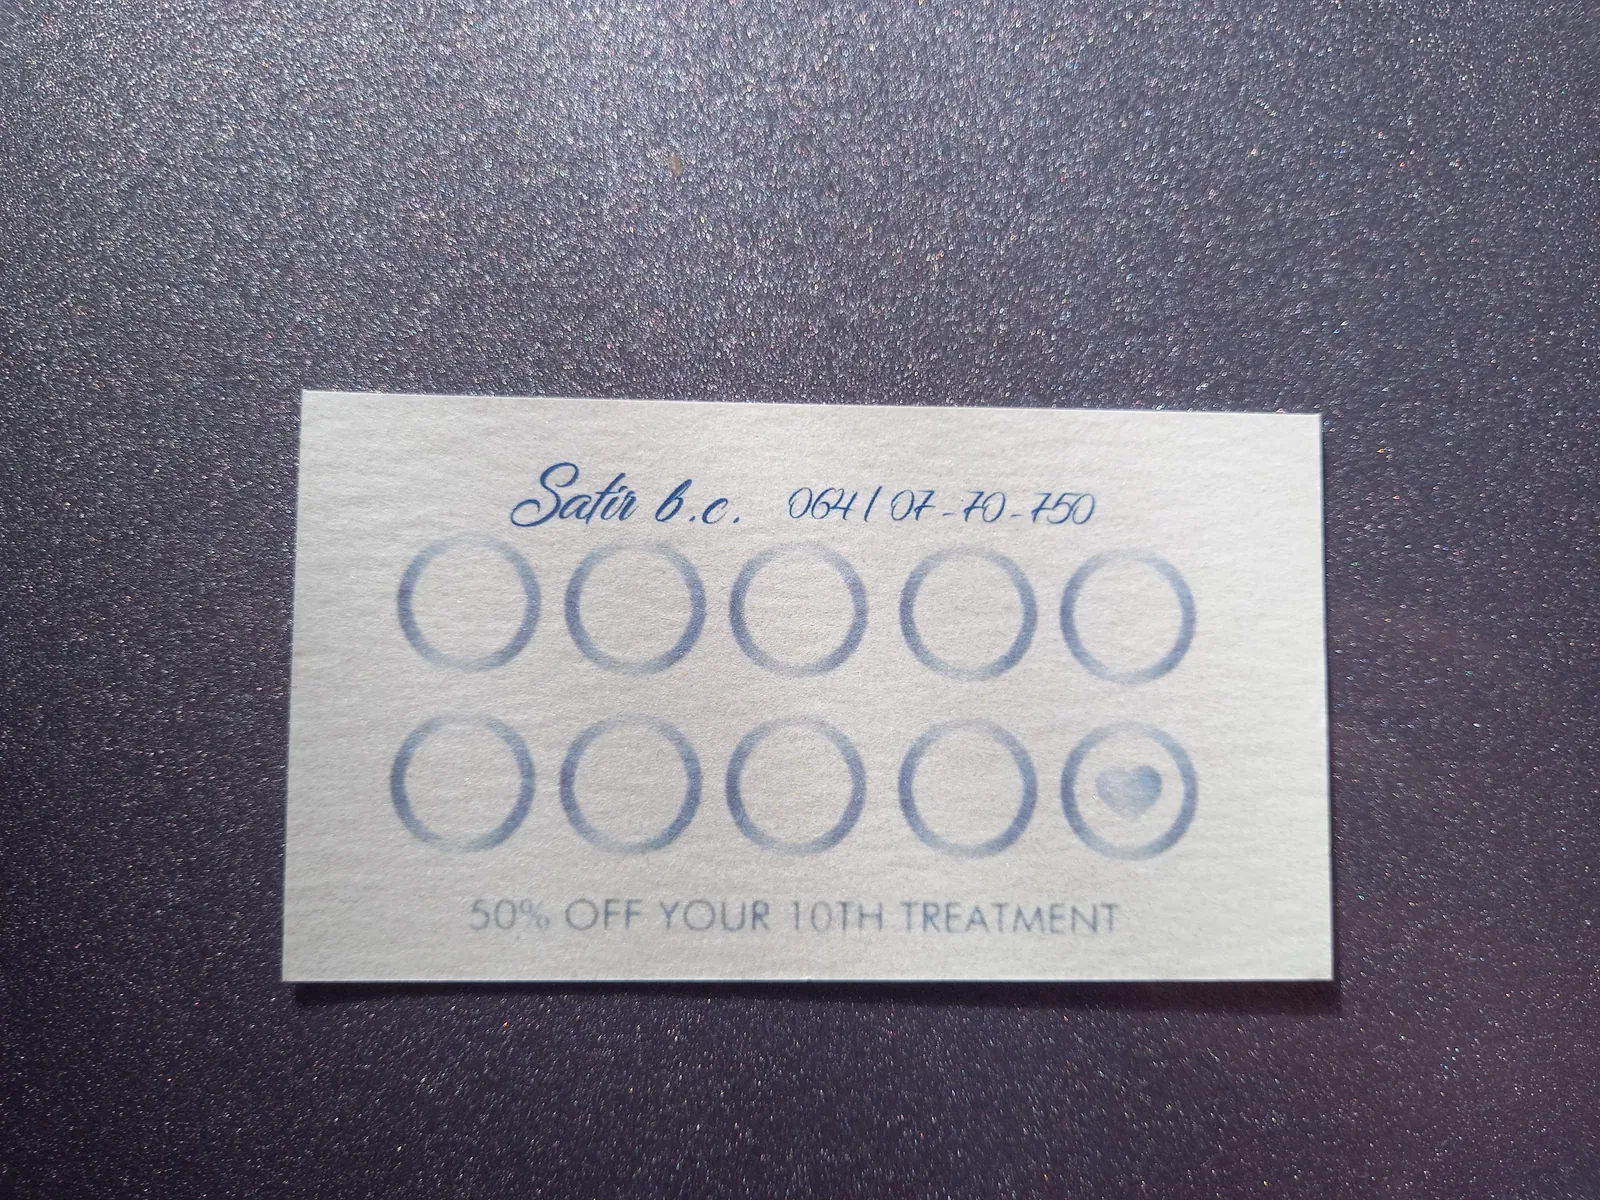 Satir b.c. 064/07-70-750
50% OFF YOUR 10TH TREATMENT